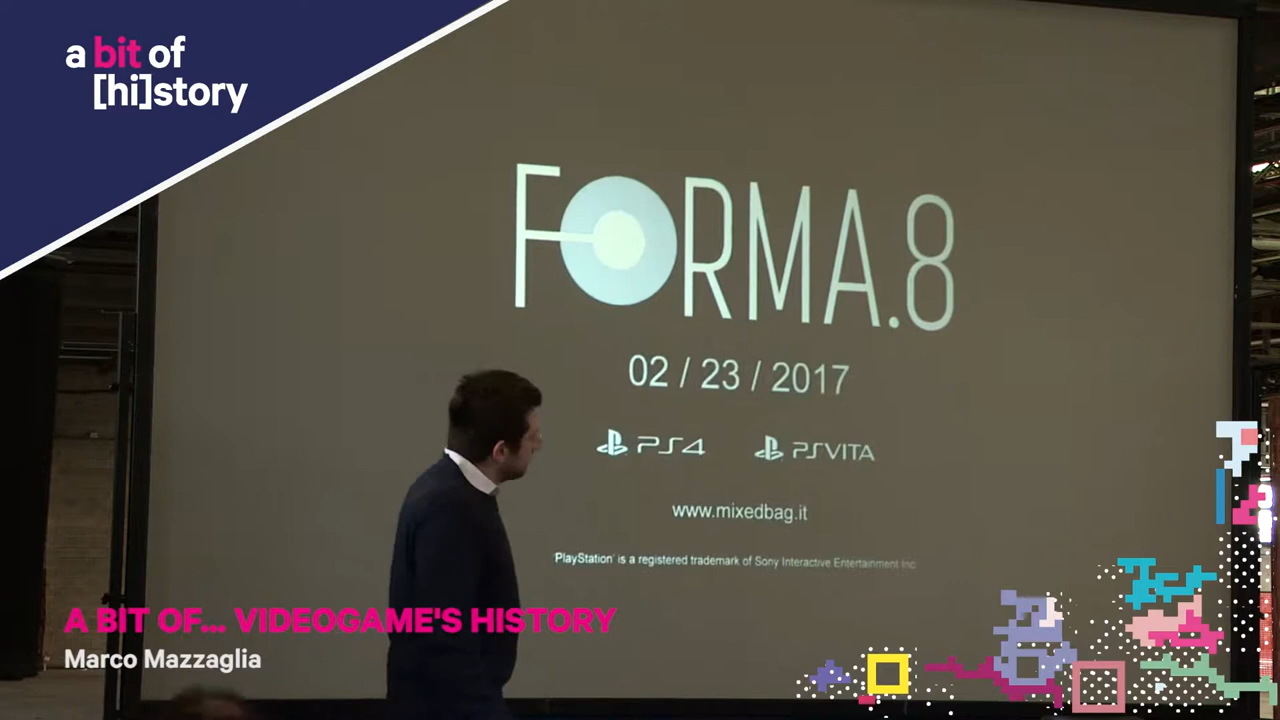 a bit of
[hi]story
FORMA.8
02 / 23 / 2017
PS4 PSVITA
www.mixedbag.it
"PlayStation" is a registered trademark of Sony Interactive Entertainment Inc
A BIT OF... VIDEOGAME'S HISTORY
Marco Mazzaglia